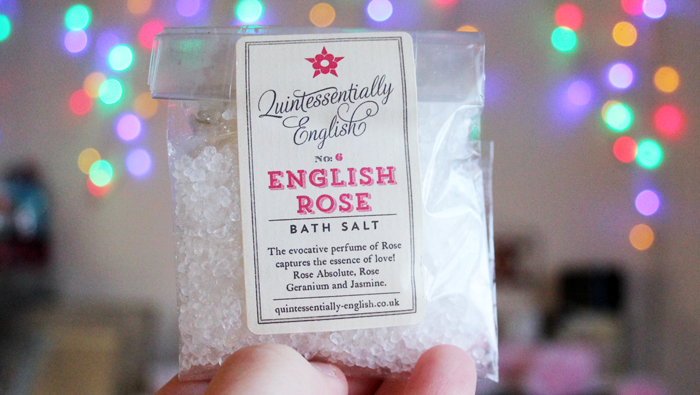 Quintessentially
English
NO: 6
ENGLISH
ROSE
BATH SALT
The evocative perfume of Rose
captures the essence of love!
Rose Absolute, Rose
Geranium and Jasmine.
quintessentially-english.co.uk